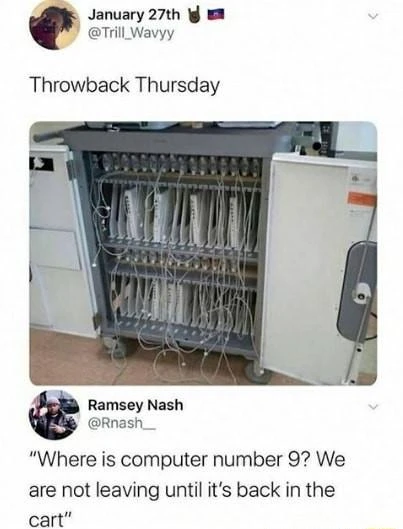 January 27th 🤘🏿 🇭🇹
@Trill_Wavyy
Throwback Thursday
Ramsey Nash
@Rnash__
"Where is computer number 9? We
are not leaving until it's back in the
cart"